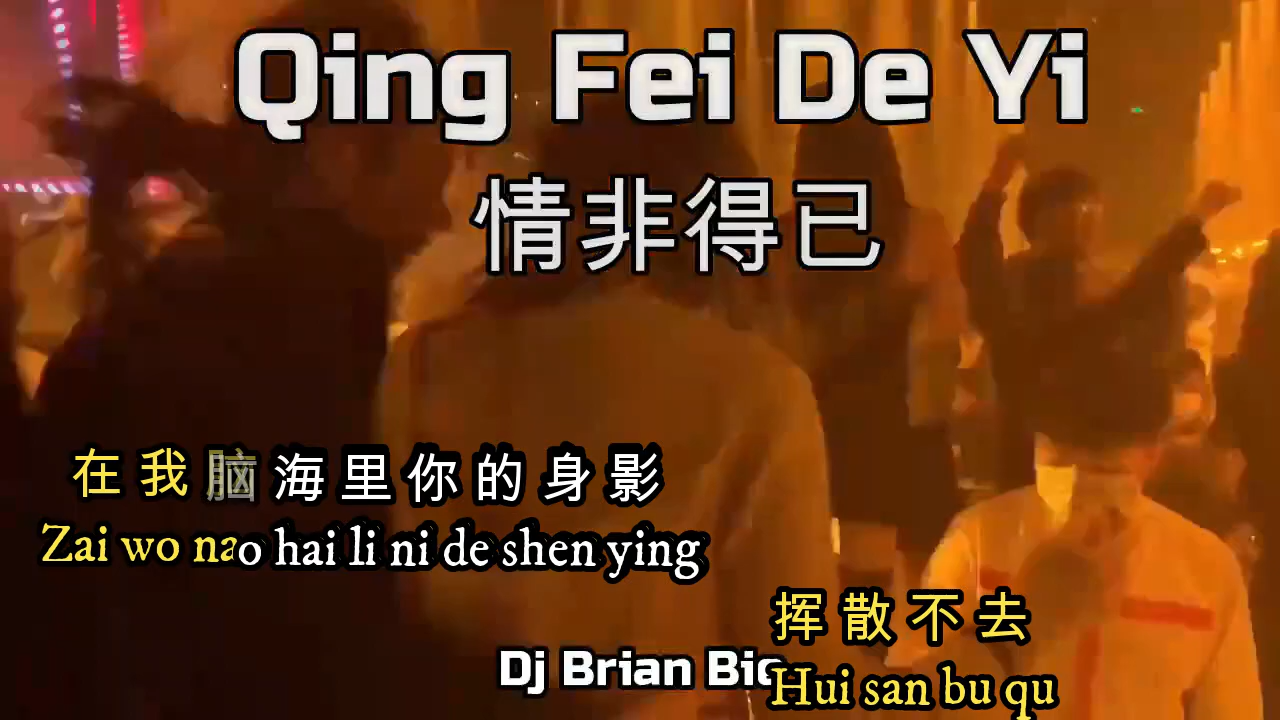 Qing Fei De Yi
情非得已
在我脑海里你的身影
Zai wo nao hai li ni de shen ying
挥散不去
Hui san bu qu
Dj Brian